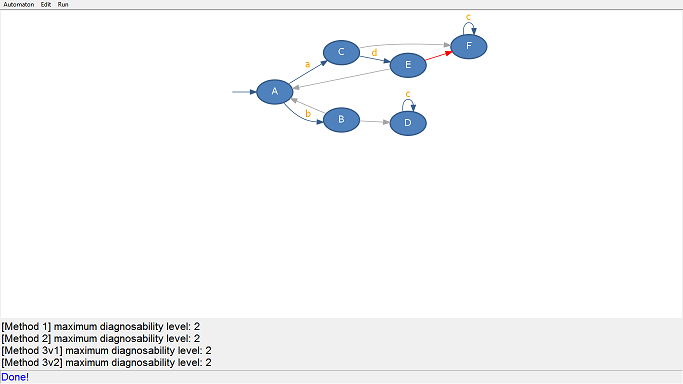 Automaton Edit Run
c
C
F
d
a
E
A
c
b
B
D
[Method 1] maximum diagnosability level: 2
[Method 2] maximum diagnosability level: 2
[Method 3v1] maximum diagnosability level: 2
[Method 3v2] maximum diagnosability level: 2
Done!